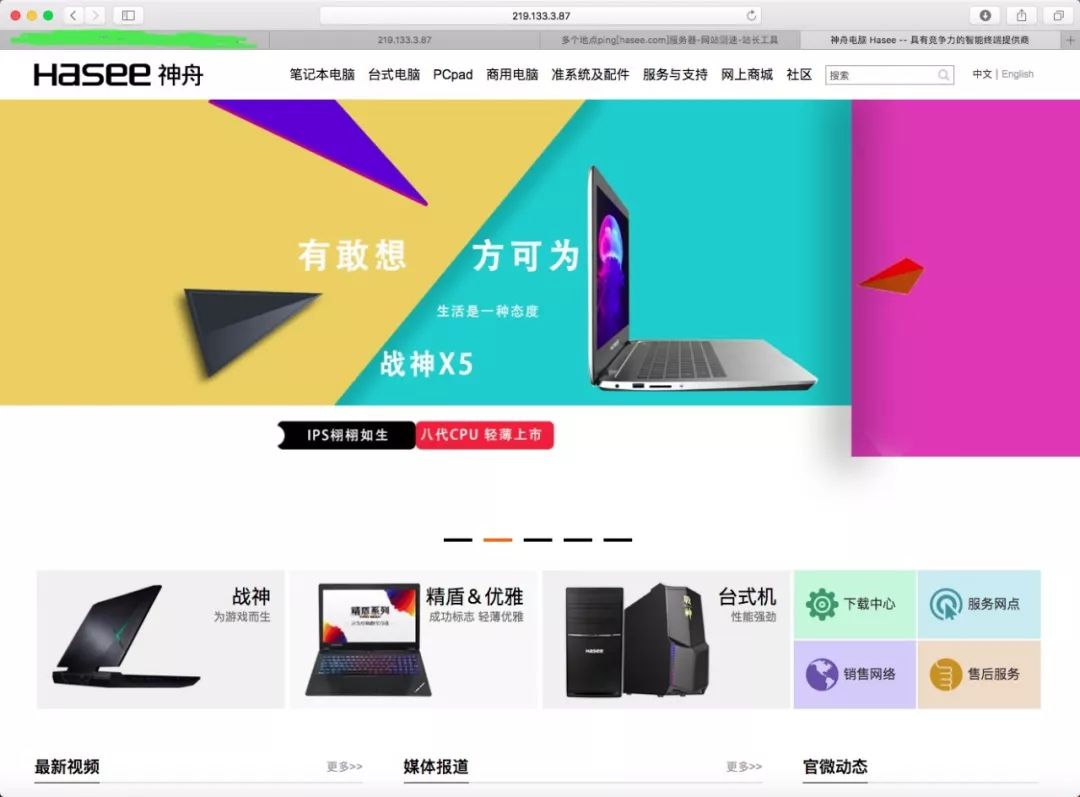 219.133.3.87
219.133.3.87
多个地点ping[hasee.com]服务器-网站测速-站长工具
神舟电脑 Hasee -- 具有竞争力的智能终端提供商
Hasee 神舟
笔记本电脑 台式电脑 PCpad 商用电脑 准系统及配件 服务与支持 网上商城 社区
搜索
中文 | English
有敢想 方可为
生活是一种态度
战神X5
IPS栩栩如生
八代CPU 轻薄上市
战神
为游戏而生
精盾系列
精盾&优雅
成功标志 轻薄优雅
HASEE
战神
台式机
性能强劲
下载中心
服务网点
销售网络
售后服务
最新视频
更多>>
媒体报道
更多>>
官微动态